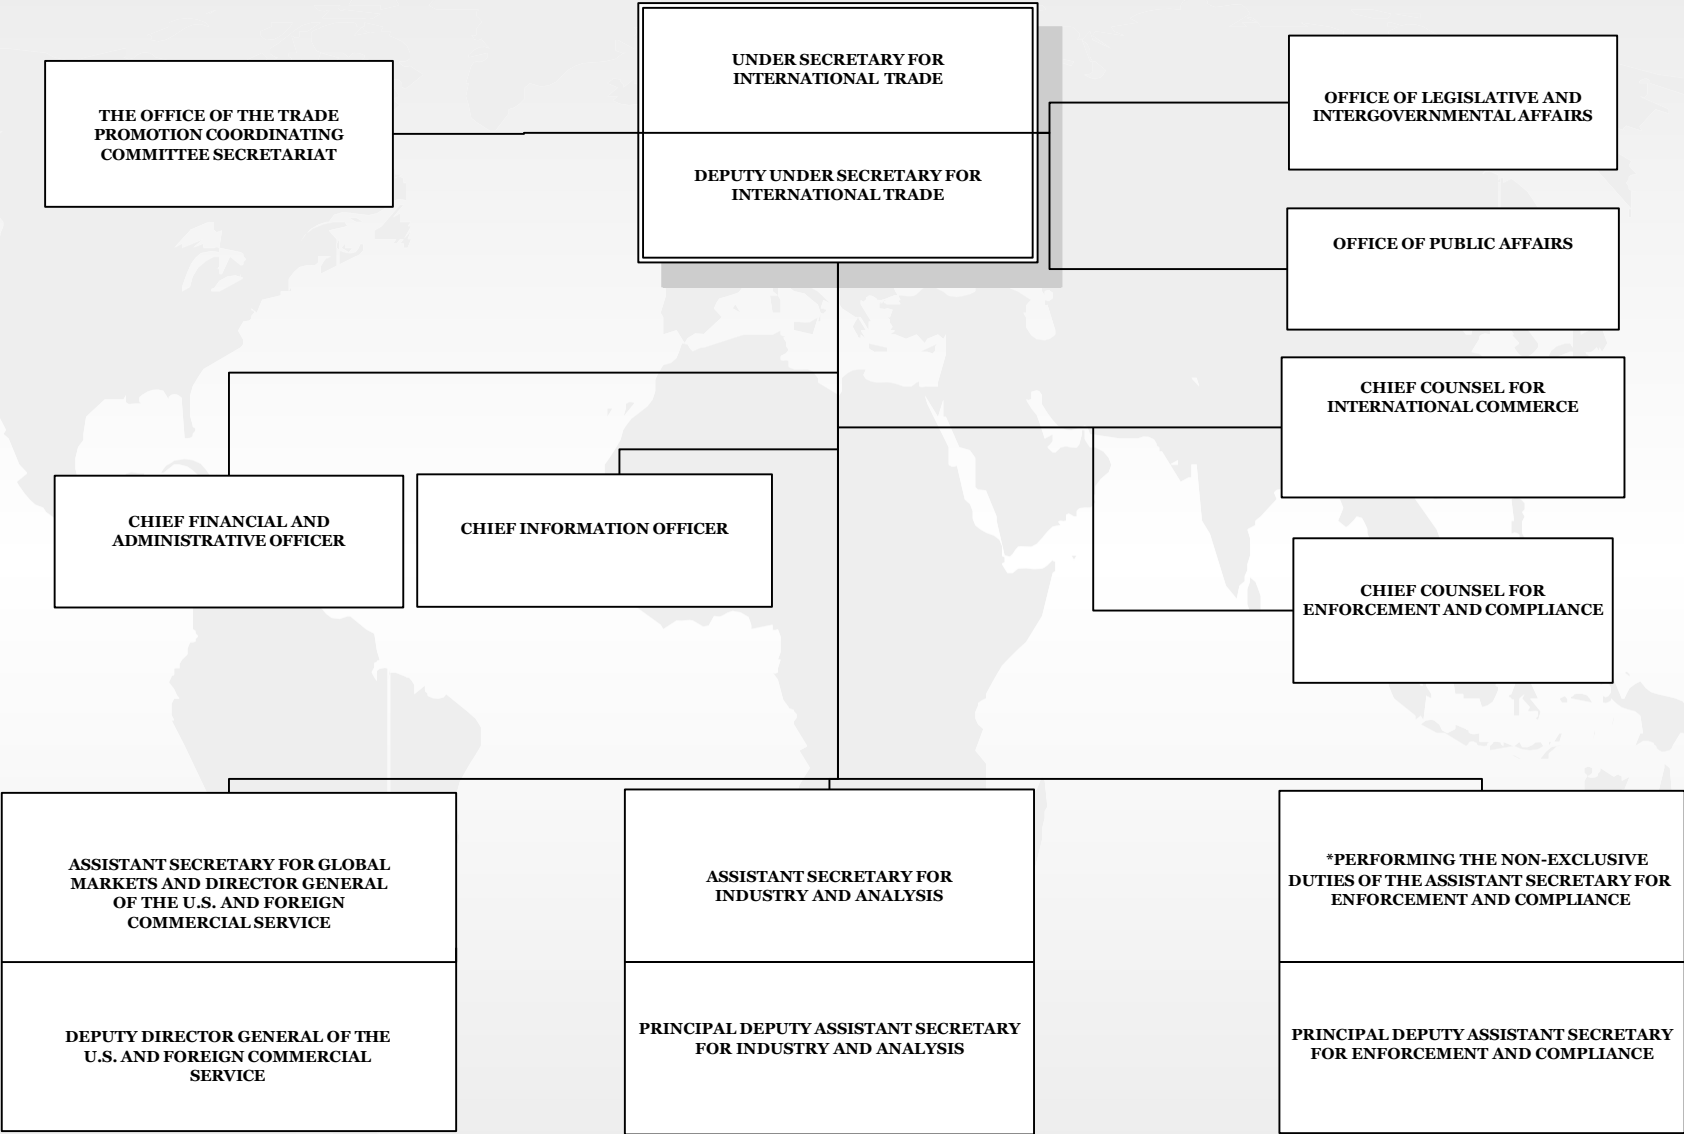 UNDER SECRETARY FOR
INTERNATIONAL TRADE
DEPUTY UNDER SECRETARY FOR
INTERNATIONAL TRADE
THE OFFICE OF THE TRADE
PROMOTION COORDINATING
COMMITTEE SECRETARIAT
OFFICE OF LEGISLATIVE AND
INTERGOVERNMENTAL AFFAIRS
OFFICE OF PUBLIC AFFAIRS
CHIEF COUNSEL FOR
INTERNATIONAL COMMERCE
CHIEF FINANCIAL AND
ADMINISTRATIVE OFFICER
CHIEF INFORMATION OFFICER
CHIEF COUNSEL FOR
ENFORCEMENT AND COMPLIANCE
ASSISTANT SECRETARY FOR GLOBAL
MARKETS AND DIRECTOR GENERAL
OF THE U.S. AND FOREIGN
COMMERCIAL SERVICE
DEPUTY DIRECTOR GENERAL OF THE
U.S. AND FOREIGN COMMERCIAL
SERVICE
ASSISTANT SECRETARY FOR
INDUSTRY AND ANALYSIS
PRINCIPAL DEPUTY ASSISTANT SECRETARY
FOR INDUSTRY AND ANALYSIS
*PERFORMING THE NON-EXCLUSIVE
DUTIES OF THE ASSISTANT SECRETARY FOR
ENFORCEMENT AND COMPLIANCE
PRINCIPAL DEPUTY ASSISTANT SECRETARY
FOR ENFORCEMENT AND COMPLIANCE